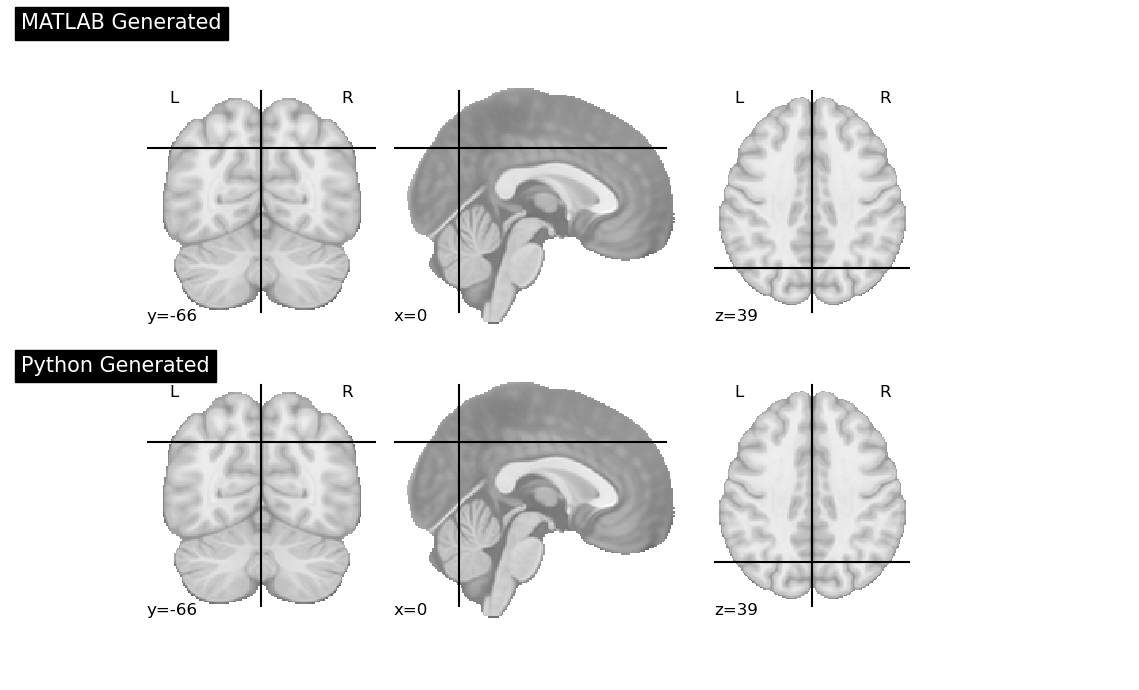 MATLAB Generated
L R L R
y=-66 x=0 z=39
Python Generated
L R L R
y=-66 x=0 z=39